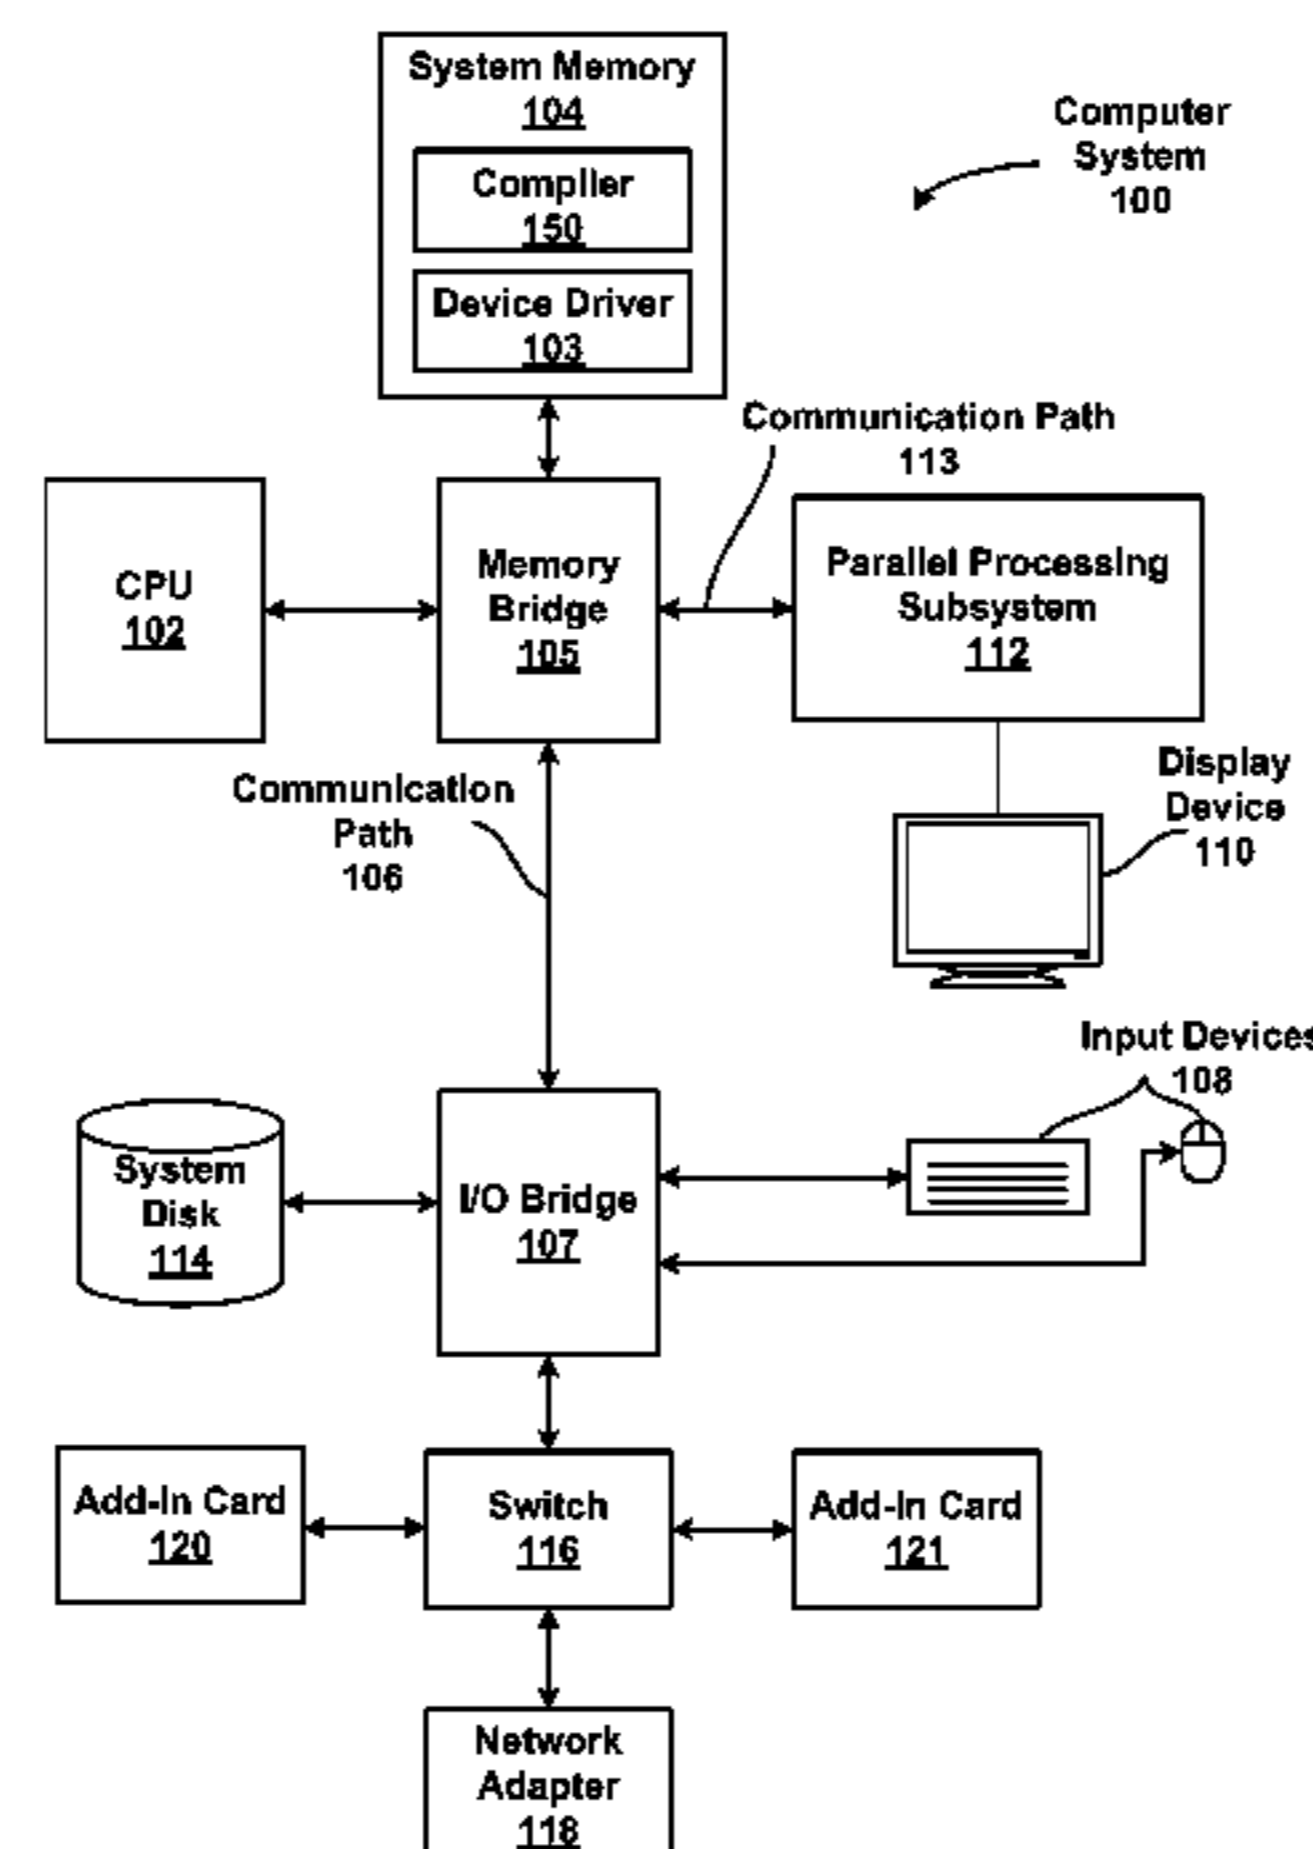 System Memory
104
Compiler
150
Device Driver
103
Computer
System
100
Communication Path
113
CPU
102
Memory
Bridge
105
Parallel Processing
Subsystem
112
Communication
Path
106
Display
Device
110
Input Devices
108
System
Disk
114
I/O Bridge
107
Add-In Card
120
Switch
116
Add-In Card
121
Network
Adapter
118